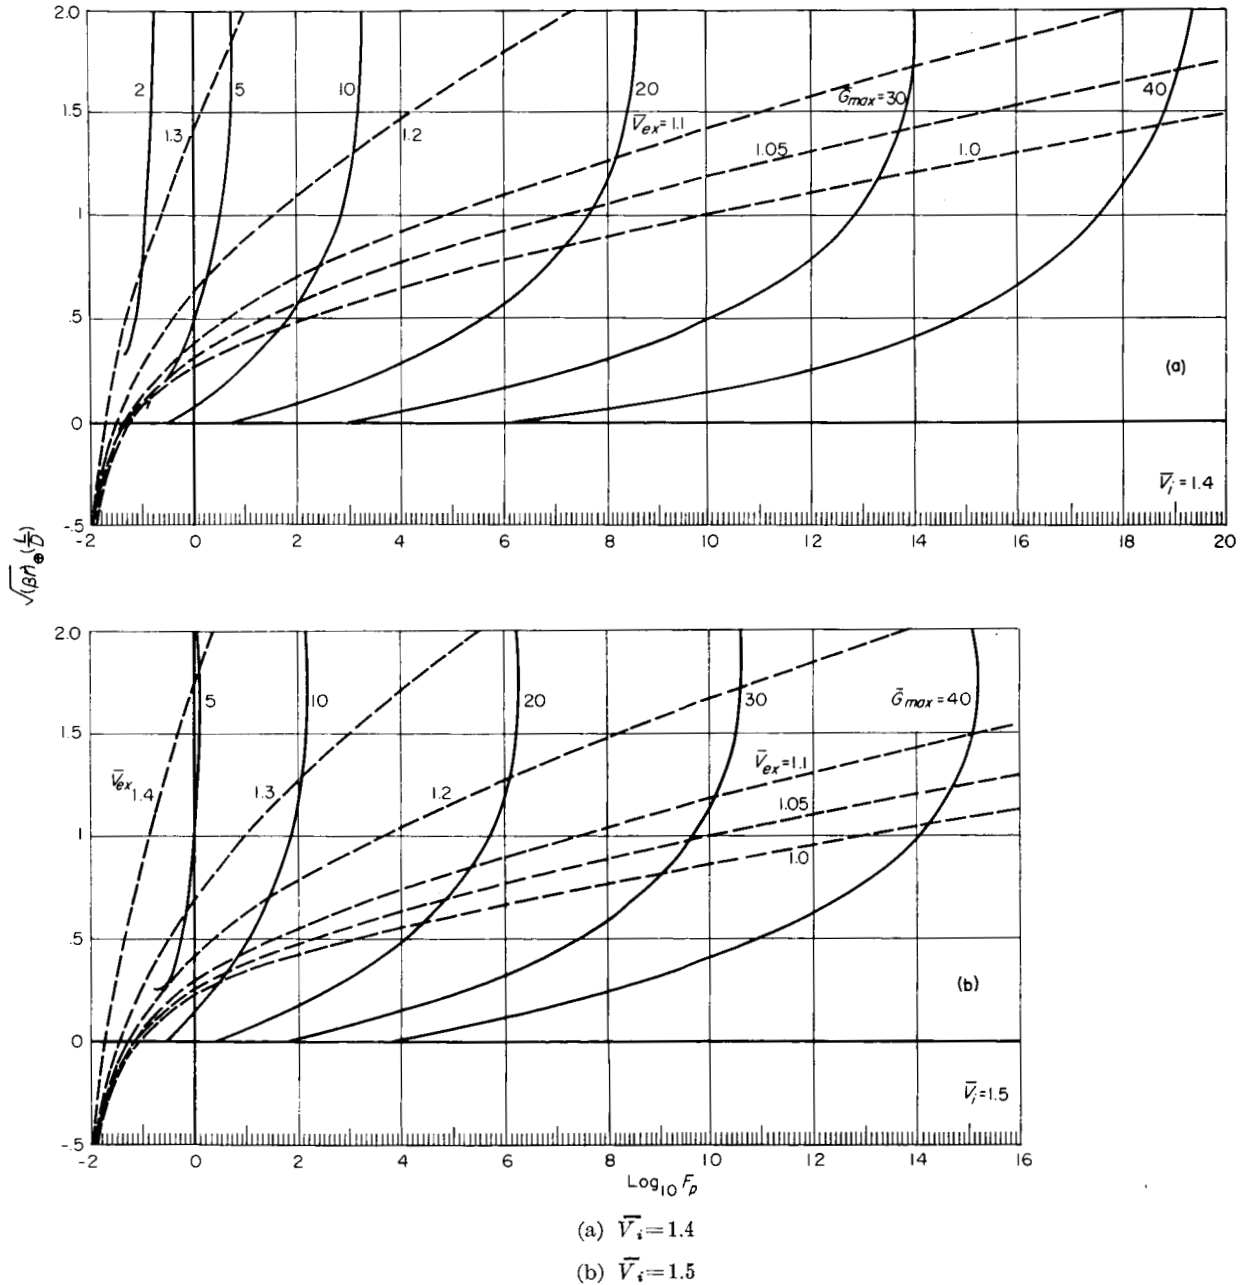 2.0
2
5
10
20
G̅max=30
40
1.5
1.3
1.2
V̅ex=1.1
1.05
1.0
1
.5
(a)
0
V̅i=1.4
-.5
-2 0 2 4 6 8 10 12 14 16 18 20
√(βr)⊕(L/D)
2.0
5
10
20
30
G̅max=40
1.5
V̅ex 1.4
1.3
1.2
V̅ex=1.1
1.05
1.0
1
.5
(b)
0
V̅i=1.5
-.5
-2 0 2 4 6 8 10 12 14 16
Log10 Fp
(a) V̅i=1.4
(b) V̅i=1.5